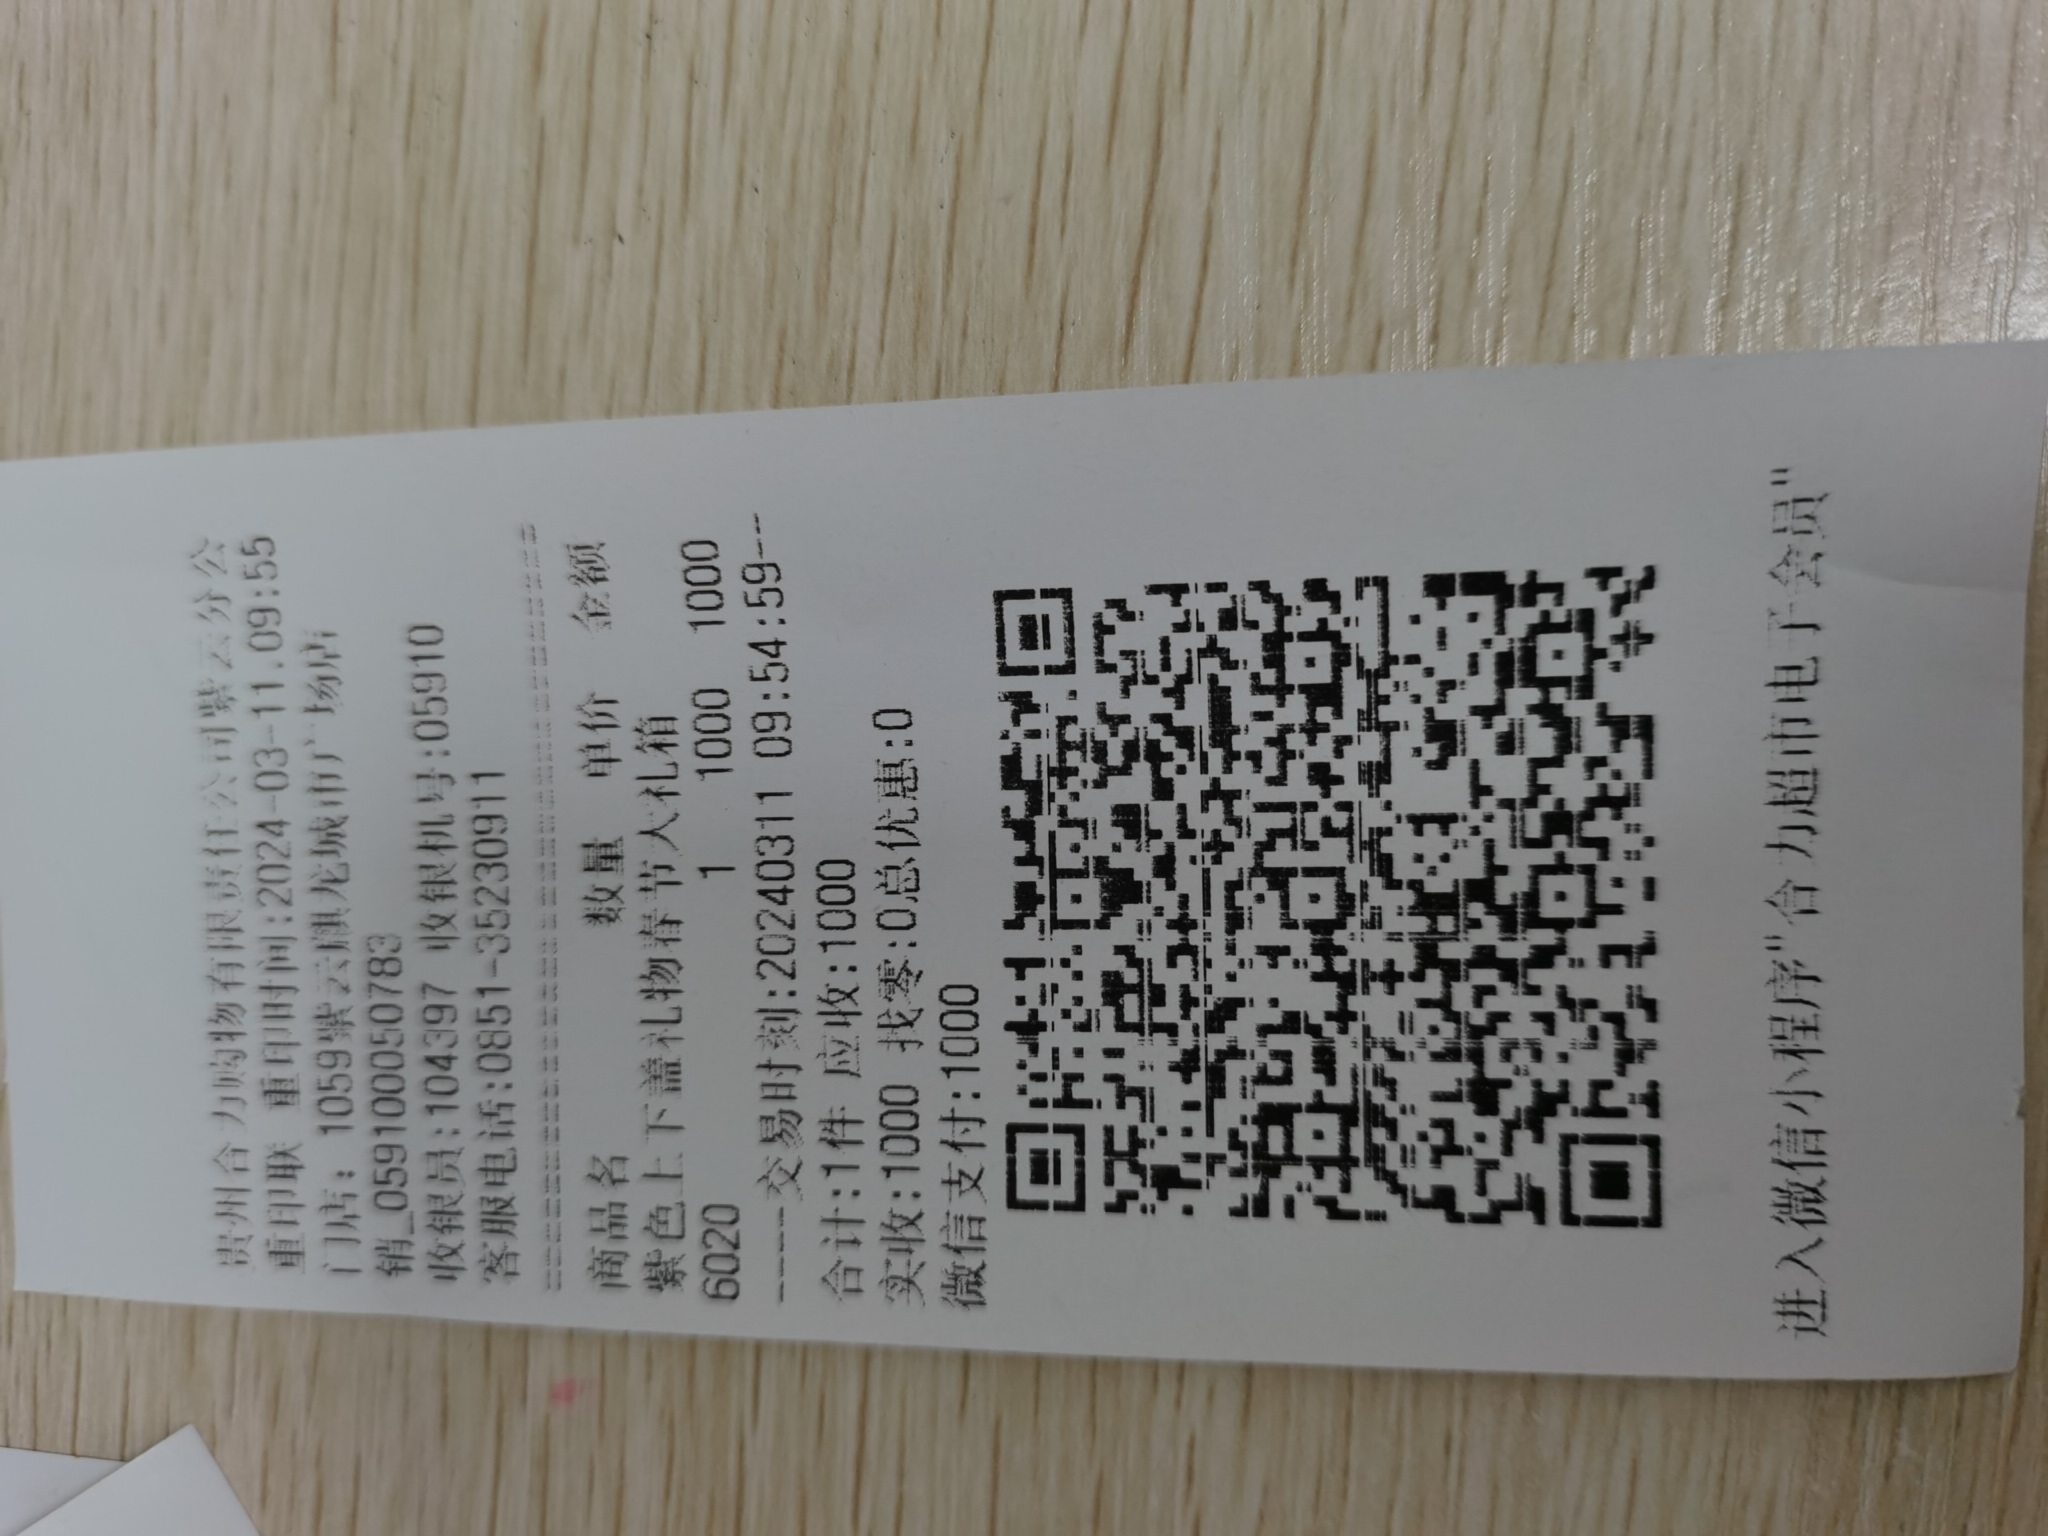 贵州合力购物有限责任公司紫云分公
重印联 重印时间:2024-03-11.09:55
门店: 1059紫云麒龙城市广场店
销_059100050783
收银员:104397 收银机号:05910
客服电话:0851-35230911
================================
商品名 数量 单价 金额
紫色上下盖礼物春节大礼箱
6020 1 1000 1000
----交易时刻:20240311 09:54:59---
合计:1件 应收:1000
实收:1000 找零:0总优惠:0
微信支付:1000
进入微信小程序"合力超市电子会员"